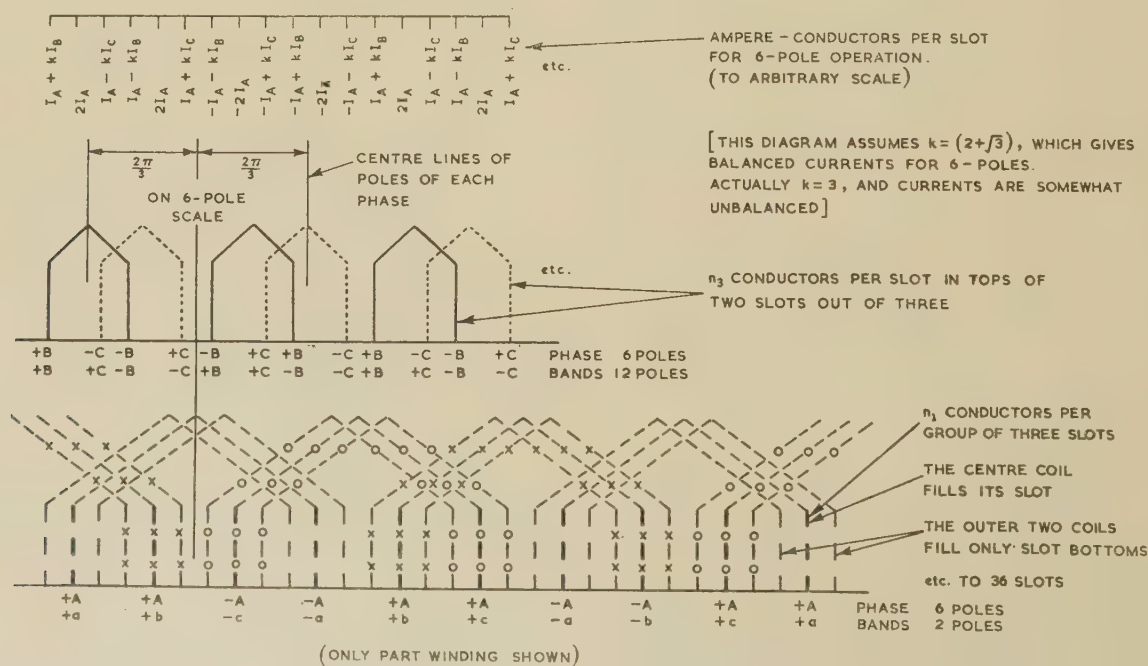 I_A + kI_B
2I_A
I_A − kI_C
I_A − kI_B
2I_A
I_A + kI_C
−I_A − kI_B
−2I_A
−I_A + kI_C
−I_A + kI_B
−2I_A
−I_A − kI_C
I_A + kI_B
2I_A
I_A − kI_C
I_A − kI_B
2I_A
I_A + kI_C
etc.
AMPERE - CONDUCTORS PER SLOT
FOR 6-POLE OPERATION.
(TO ARBITRARY SCALE)
2π/3
2π/3
ON 6-POLE
SCALE
CENTRE LINES OF
POLES OF EACH
PHASE
[THIS DIAGRAM ASSUMES k = (2+√3), WHICH GIVES
BALANCED CURRENTS FOR 6-POLES.
ACTUALLY k = 3, AND CURRENTS ARE SOMEWHAT
UNBALANCED]
etc.
n₃ CONDUCTORS PER SLOT IN TOPS OF
TWO SLOTS OUT OF THREE
+B −C −B +C −B +C +B −C +B −C −B +C PHASE 6 POLES
+B +C −B −C +B +C −B −C +B +C −B −C BANDS 12 POLES
n₁ CONDUCTORS PER
GROUP OF THREE SLOTS
THE CENTRE COIL
FILLS ITS SLOT
THE OUTER TWO COILS
FILL ONLY SLOT BOTTOMS
etc. TO 36 SLOTS
+A +A −A −A +A +A −A −A +A +A PHASE 6 POLES
+a +b −c −a +b +c −a −b +c +a BANDS 2 POLES
(ONLY PART WINDING SHOWN)